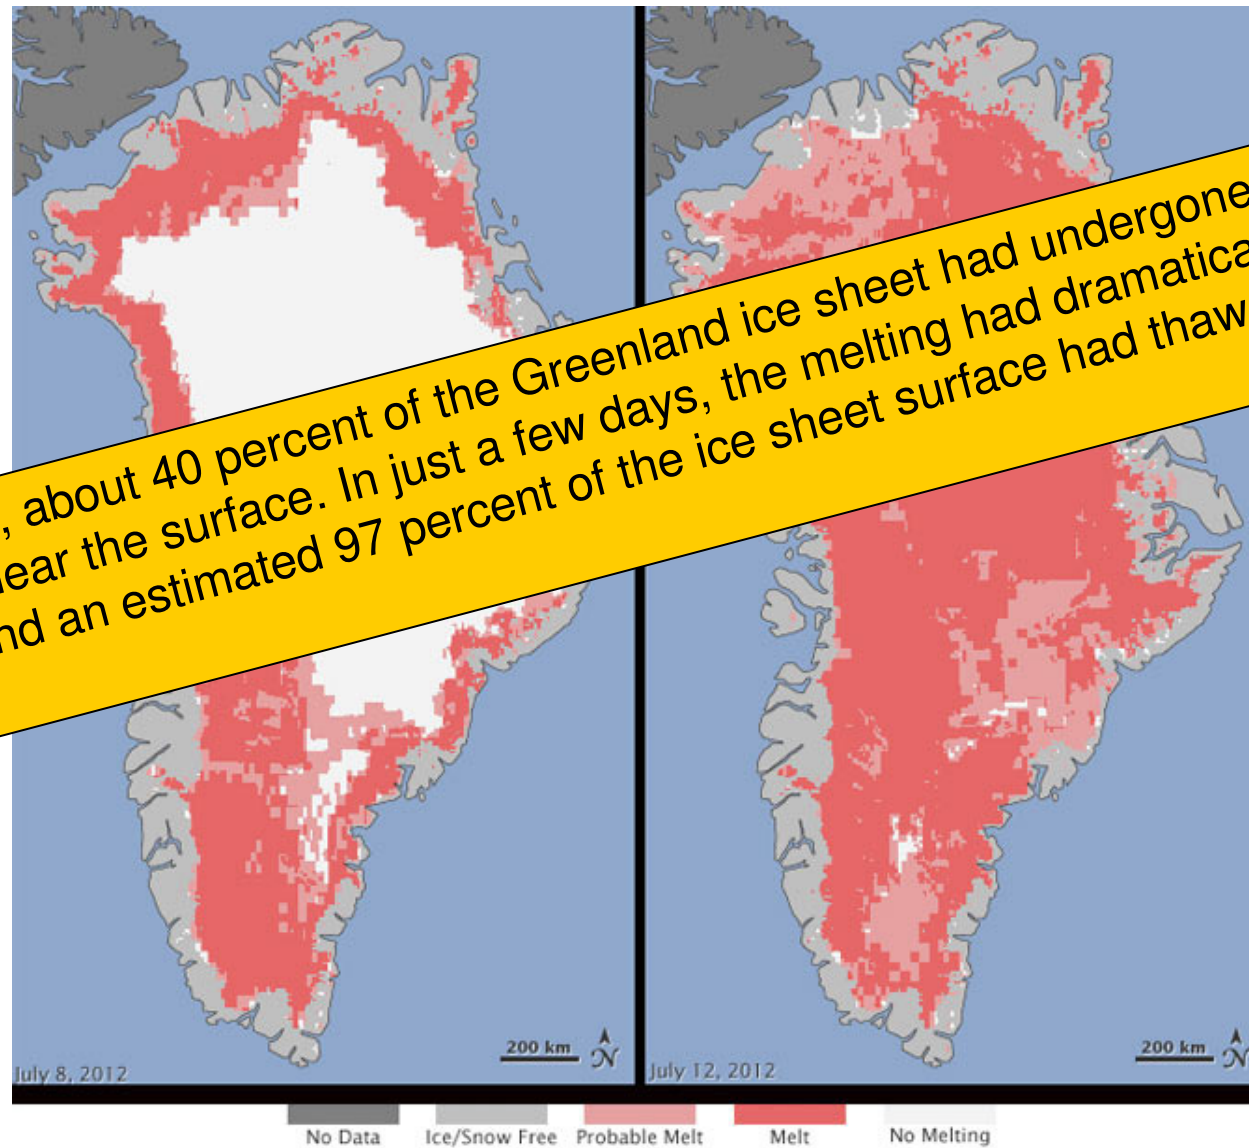 , about 40 percent of the Greenland ice sheet had undergone
near the surface. In just a few days, the melting had dramatica
nd an estimated 97 percent of the ice sheet surface had thaw
200 km
N
July 8, 2012
200 km
N
July 12, 2012
No Data
Ice/Snow Free
Probable Melt
Melt
No Melting